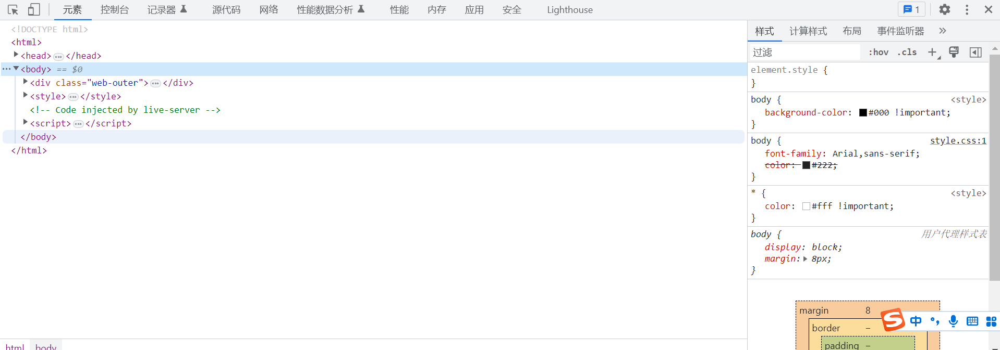 元素 控制台 记录器 源代码 网络 性能数据分析 性能 内存 应用 安全 Lighthouse 1
<!DOCTYPE html>
<html>
<head> ••• </head>
••• <body> == $0
<div class="web-outer"> ••• </div>
<style> ••• </style>
<!-- Code injected by live-server -->
<script> ••• </script>
</body>
</html>
html body
样式 计算样式 布局 事件监听器 »
过滤 :hov .cls +
element.style {
}
body { <style>
background-color: #000 !important;
}
body { style.css:1
font-family: Arial,sans-serif;
color: #222;
}
* { <style>
color: #fff !important;
}
body { 用户代理样式表
display: block;
margin: 8px;
}
margin 8
border –
padding –
S 中 °,